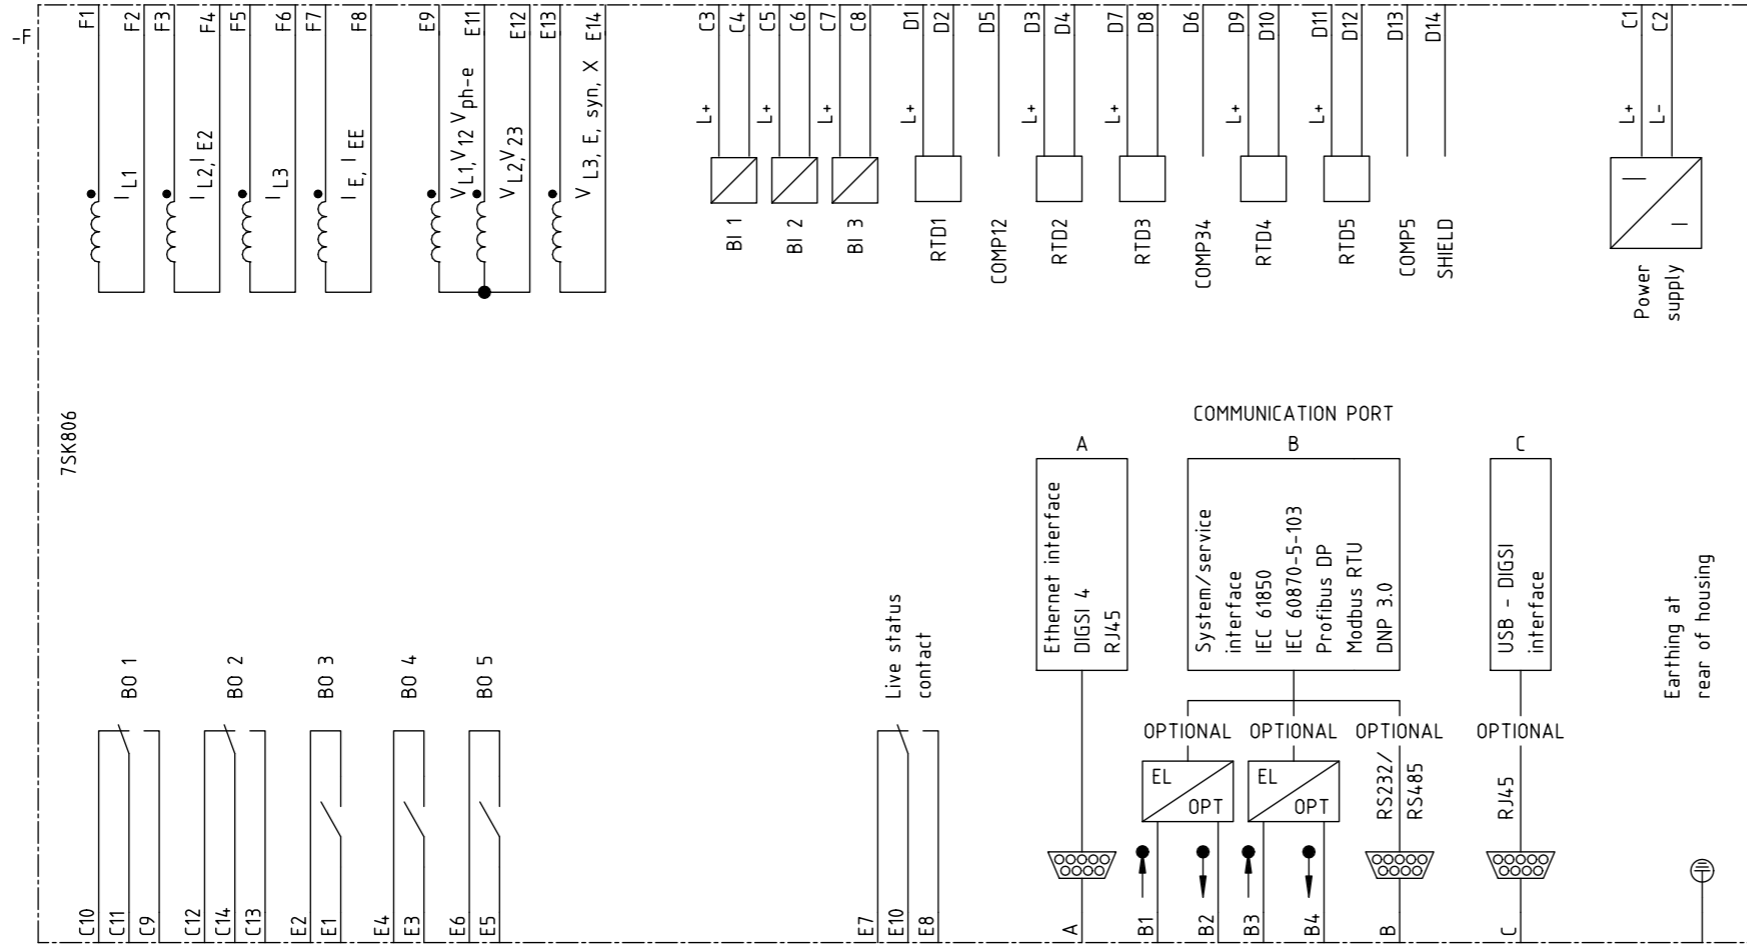 -F
F1
F2
F3
F4
F5
F6
F7
F8
E9
E11
E12
E13
E14
C3
C4
C5
C6
C7
C8
D1
D2
D5
D3
D4
D7
D8
D6
D9
D10
D11
D12
D13
D14
C1
C2
I L1
I L2, I E2
I L3
I E, I EE
V L1, V 12 V ph-e
V L2, V 23
V L3, E, syn, X
L+
L+
L+
L+
L+
L+
L+
L+
L+
L-
BI 1
BI 2
BI 3
RTD1
COMP12
RTD2
RTD3
COMP34
RTD4
RTD5
COMP5
SHIELD
Power
supply
7SK806
COMMUNICATION PORT
A
B
C
Ethernet interface
DIGSI 4
RJ45
System/service
interface
IEC 61850
IEC 60870-5-103
Profibus DP
Modbus RTU
DNP 3.0
USB - DIGSI
interface
Earthing at
rear of housing
BO 1
BO 2
BO 3
BO 4
BO 5
Live status
contact
OPTIONAL
OPTIONAL
OPTIONAL
OPTIONAL
EL
OPT
EL
OPT
RS232/
RS485
RJ45
C10
C11
C9
C12
C14
C13
E2
E1
E4
E3
E6
E5
E7
E10
E8
A
B1
B2
B3
B4
B
C